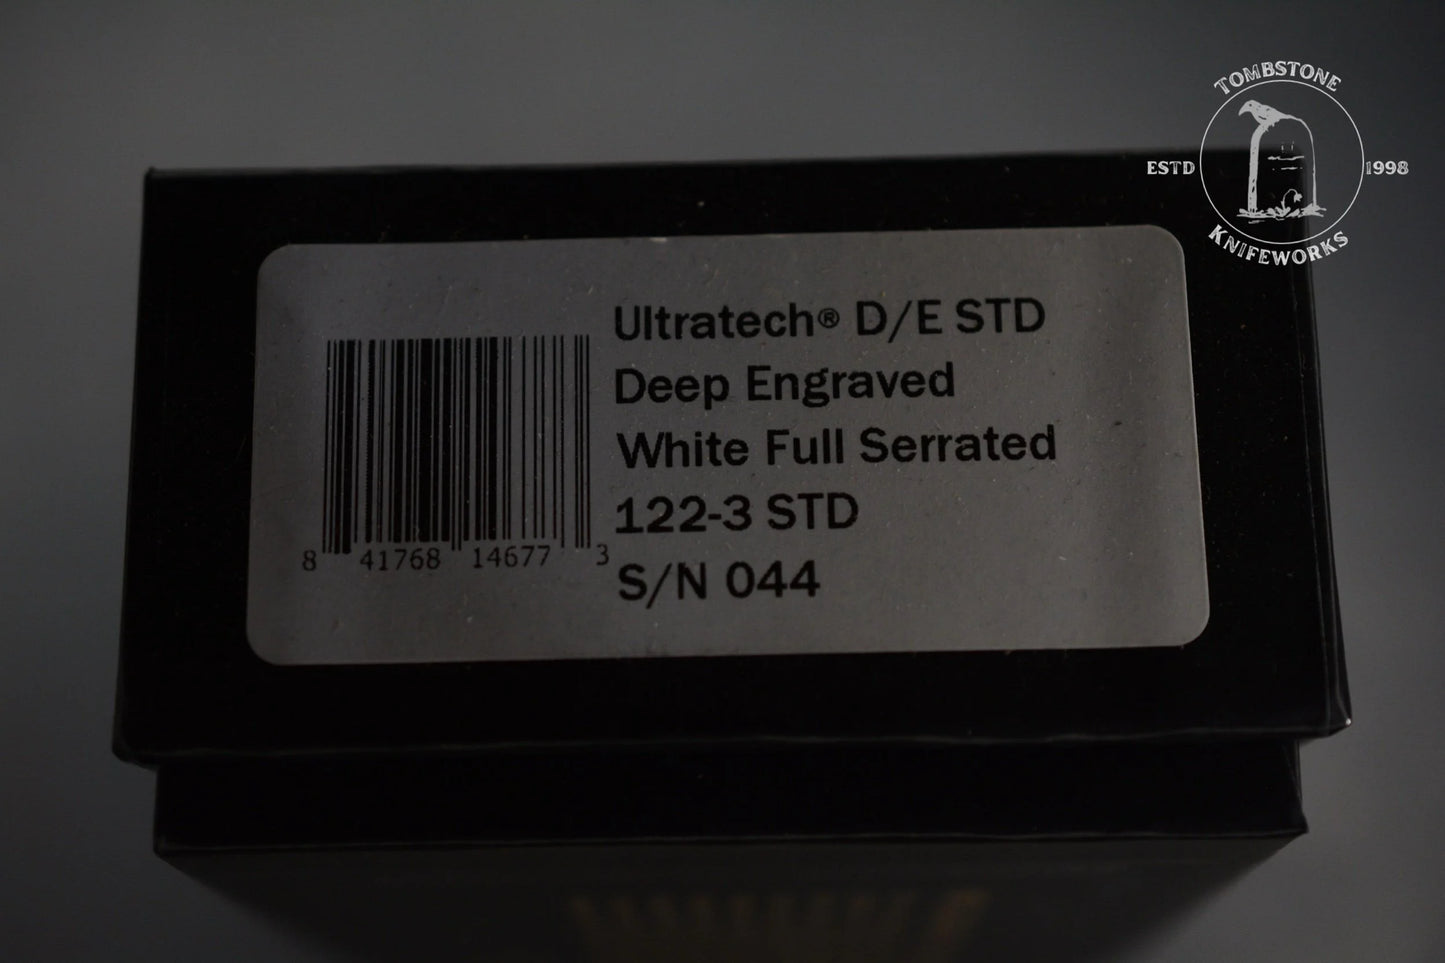 TOMBSTONE
ESTD 1998
KNIFEWORKS
Ultratech® D/E STD
Deep Engraved
White Full Serrated
122-3 STD
S/N 044
8 41768 14677 3